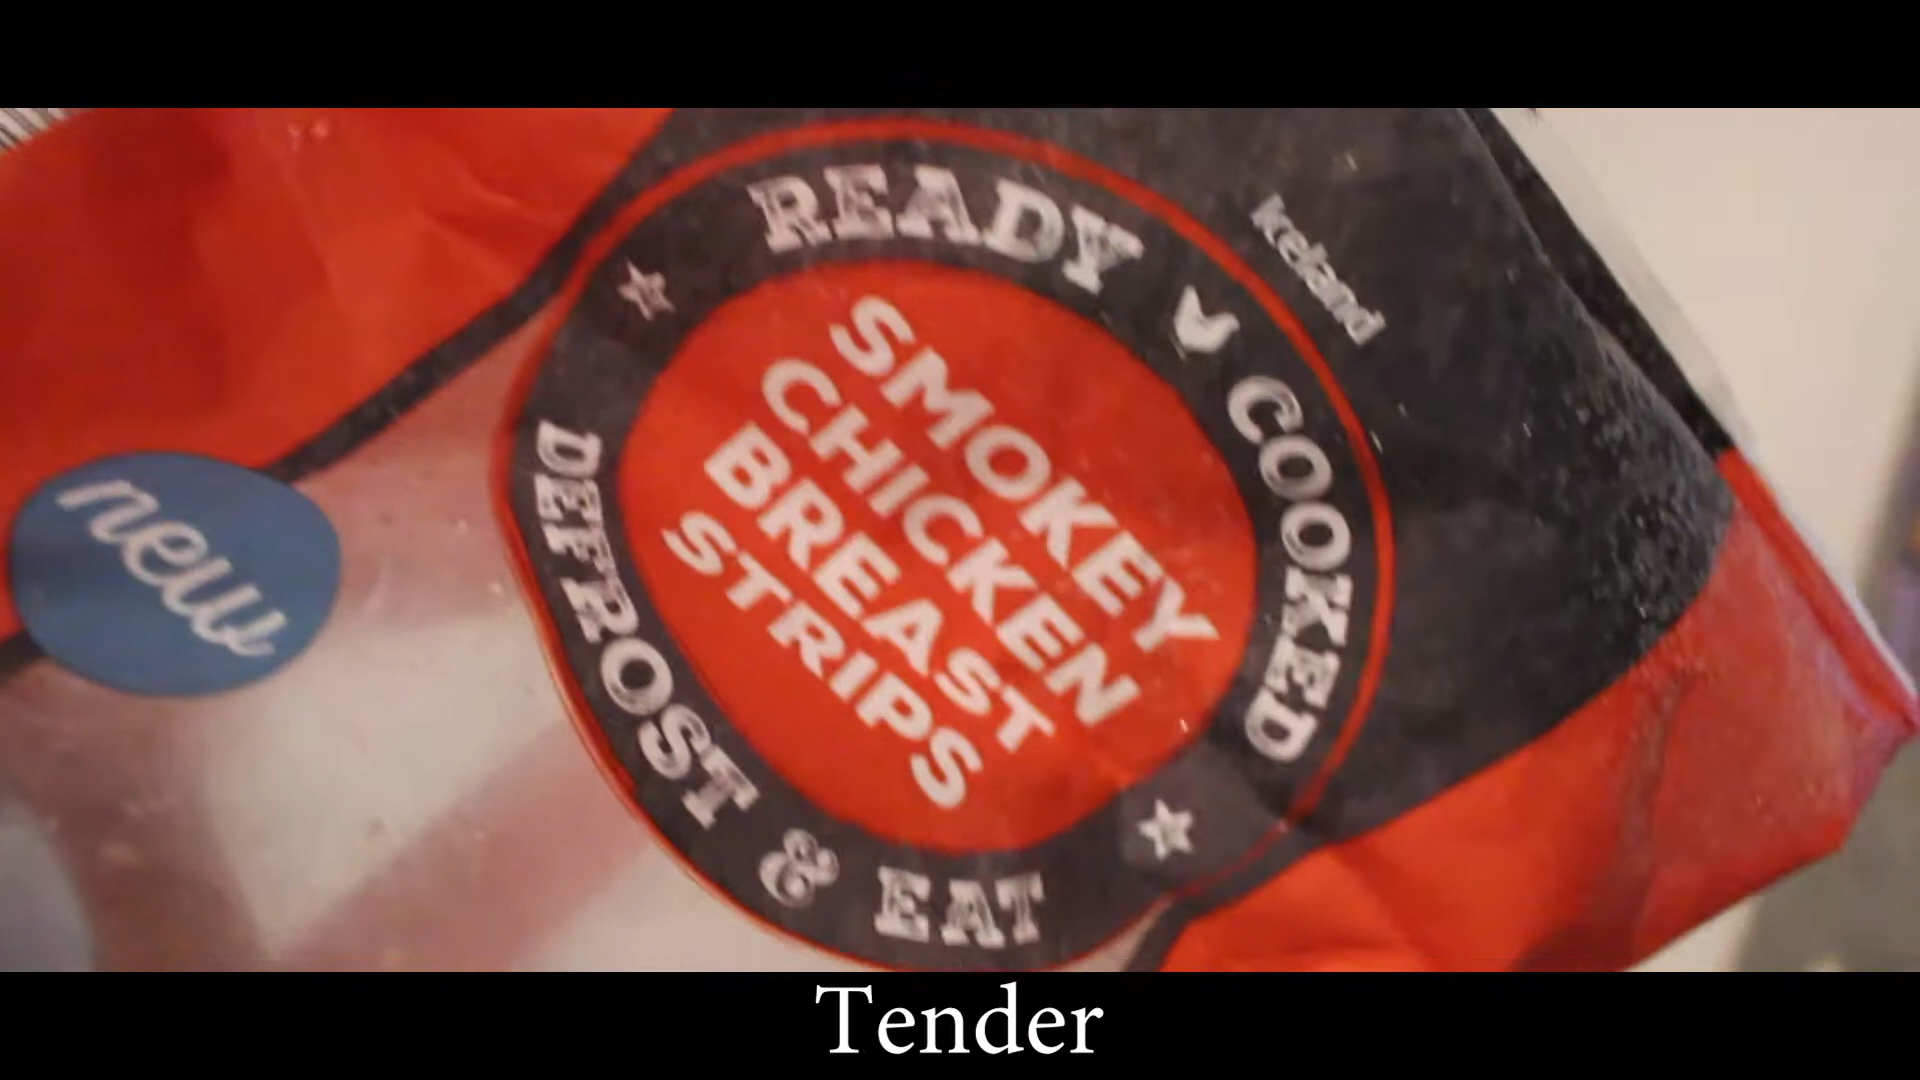 READY COOKED
Iceland
SMOKEY
CHICKEN
BREAST
STRIPS
DEFROST & EAT
new
Tender